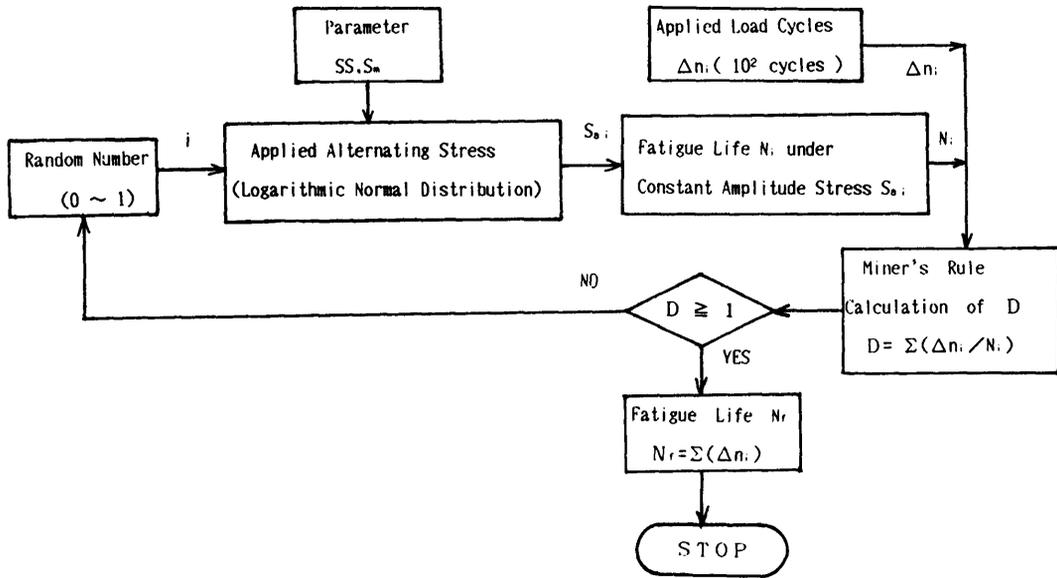 Parameter
SS,Sₘ
Applied Load Cycles
Δnᵢ( 10² cycles )
Δnᵢ
Random Number
(0 ~ 1)
i
Applied Alternating Stress
(Logarithmic Normal Distribution)
Sₐᵢ
Fatigue Life Nᵢ under
Constant Amplitude Stress Sₐᵢ
Nᵢ
Miner's Rule
Calculation of D
D= Σ(Δnᵢ/Nᵢ)
D ≧ 1
NO
YES
Fatigue Life Nf
Nf=Σ(Δnᵢ)
STOP